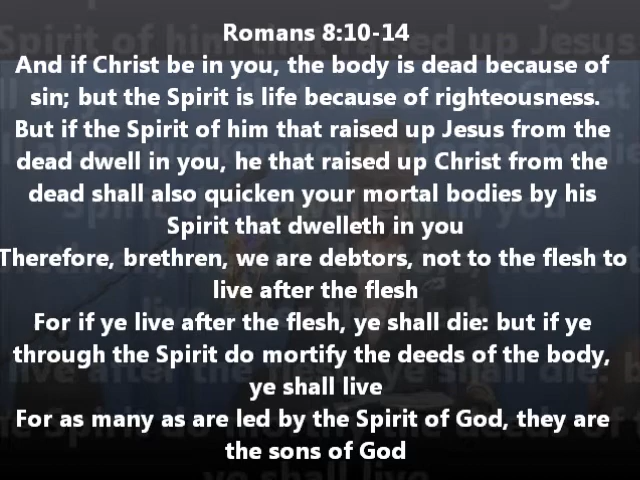 Romans 8:10-14
And if Christ be in you, the body is dead because of
sin; but the Spirit is life because of righteousness.
But if the Spirit of him that raised up Jesus from the
dead dwell in you, he that raised up Christ from the
dead shall also quicken your mortal bodies by his
Spirit that dwelleth in you
Therefore, brethren, we are debtors, not to the flesh to
live after the flesh
For if ye live after the flesh, ye shall die: but if ye
through the Spirit do mortify the deeds of the body,
ye shall live
For as many as are led by the Spirit of God, they are
the sons of God